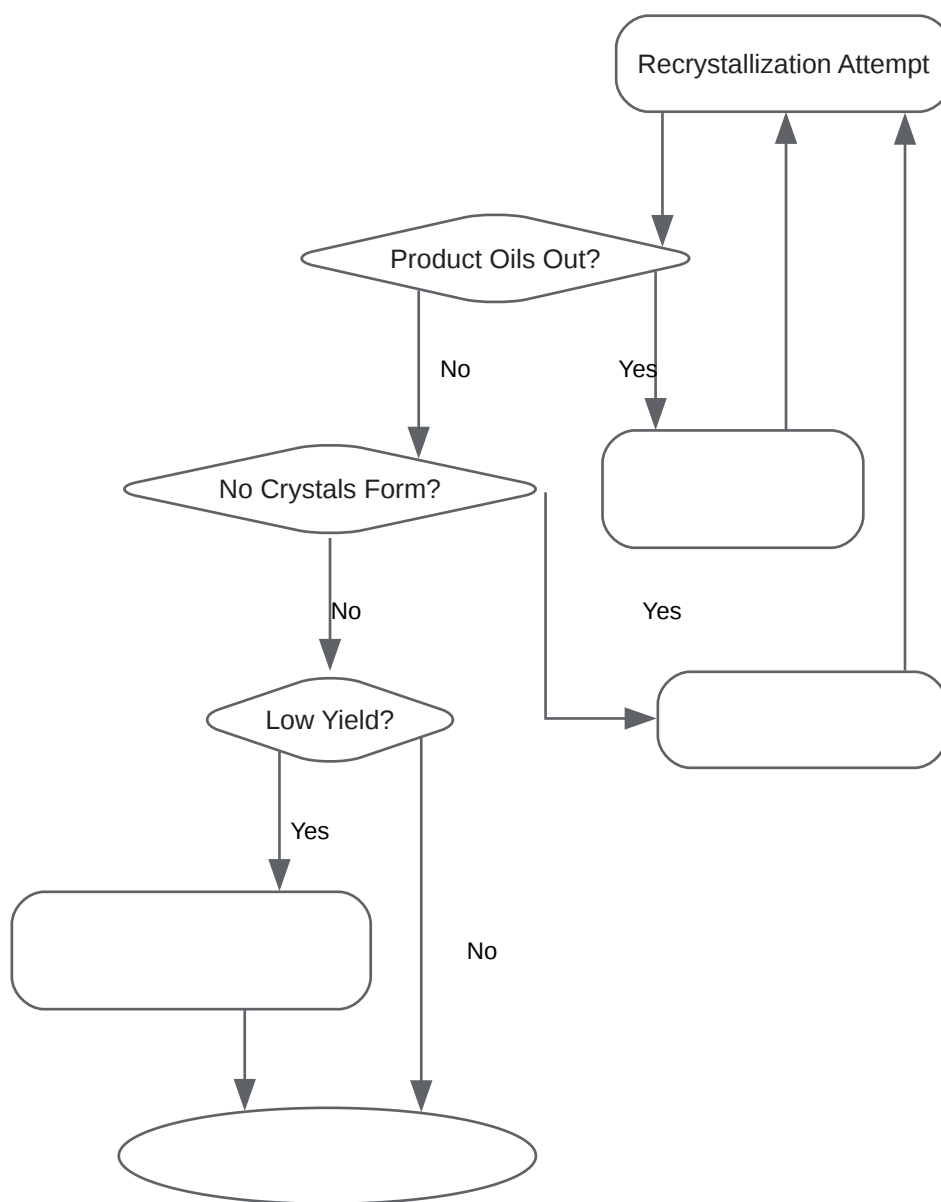 Recrystallization Attempt
Product Oils Out?
No
Yes
No Crystals Form?
No
Yes
Low Yield?
Yes
No